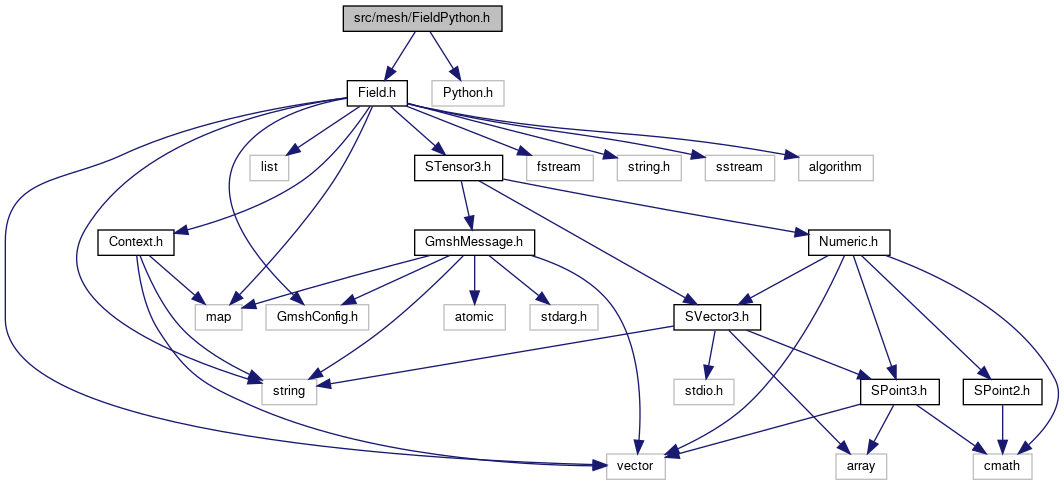 src/mesh/FieldPython.h
Field.h
Python.h
list
STensor3.h
fstream
string.h
sstream
algorithm
Context.h
GmshMessage.h
Numeric.h
map
GmshConfig.h
atomic
stdarg.h
SVector3.h
string
stdio.h
SPoint3.h
SPoint2.h
vector
array
cmath